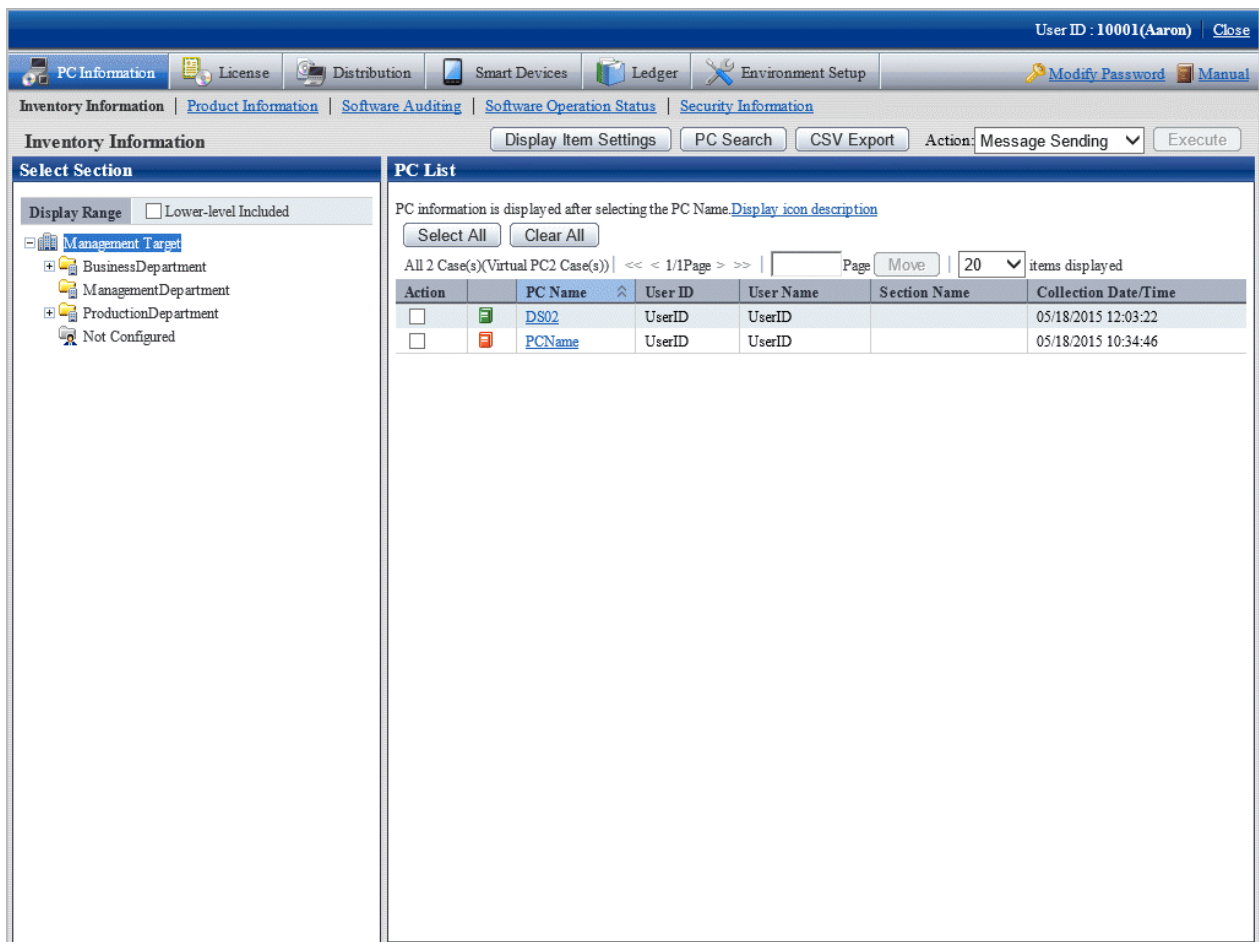 User ID : 10001(Aaron) Close
PC Information License Distribution Smart Devices Ledger Environment Setup Modify Password Manual
Inventory Information | Product Information | Software Auditing | Software Operation Status | Security Information
Inventory Information Display Item Settings PC Search CSV Export Action: Message Sending Execute
Select Section
Display Range Lower-level Included
Management Target
BusinessDepartment
ManagementDepartment
ProductionDepartment
Not Configured
PC List
PC information is displayed after selecting the PC Name.Display icon description
Select All Clear All
All 2 Case(s)(Virtual PC2 Case(s)) | << < 1/1Page > >> | Page Move | 20 items displayed
Action PC Name User ID User Name Section Name Collection Date/Time
DS02 UserID UserID 05/18/2015 12:03:22
PCName UserID UserID 05/18/2015 10:34:46